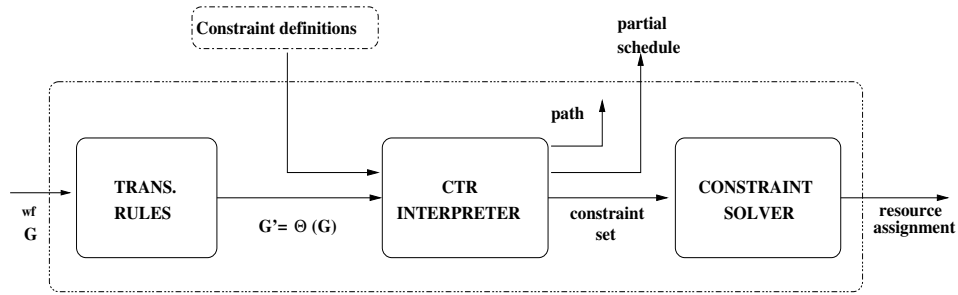 Constraint definitions
partial
schedule
path
TRANS.
RULES
CTR
INTERPRETER
CONSTRAINT
SOLVER
wf
G
G'= Θ (G)
constraint
set
resource
assignment